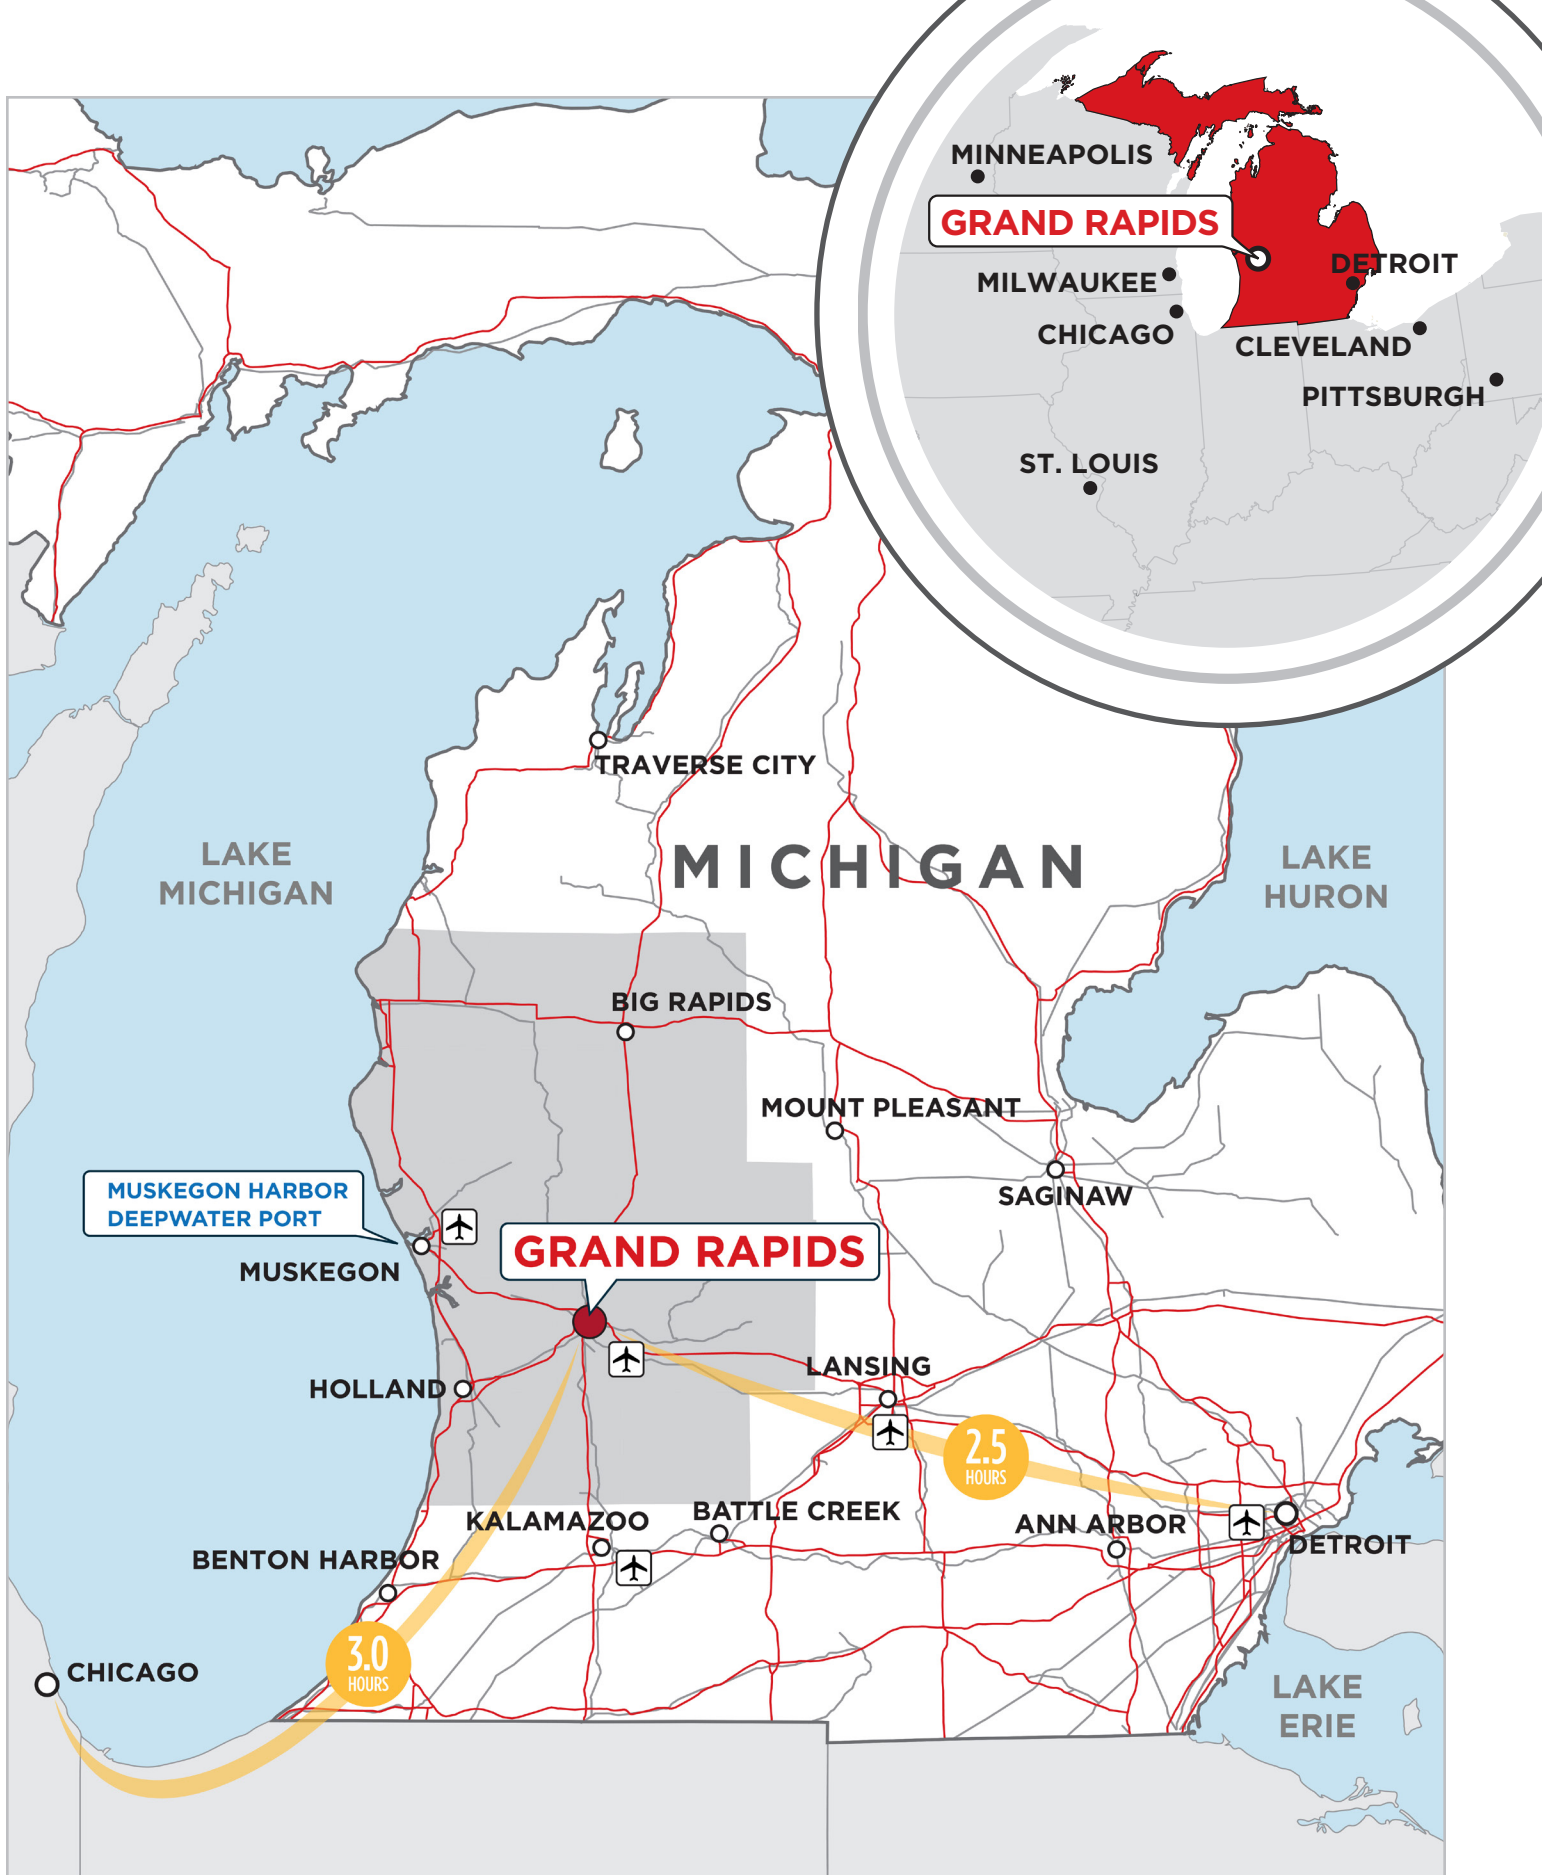 MINNEAPOLIS
GRAND RAPIDS
DETROIT
MILWAUKEE
CHICAGO
CLEVELAND
PITTSBURGH
ST. LOUIS
TRAVERSE CITY
MICHIGAN
LAKE
MICHIGAN
LAKE
HURON
BIG RAPIDS
MOUNT PLEASANT
SAGINAW
MUSKEGON HARBOR
DEEPWATER PORT
MUSKEGON
GRAND RAPIDS
LANSING
HOLLAND
2.5
HOURS
KALAMAZOO
BATTLE CREEK
ANN ARBOR
DETROIT
BENTON HARBOR
3.0
HOURS
CHICAGO
LAKE
ERIE